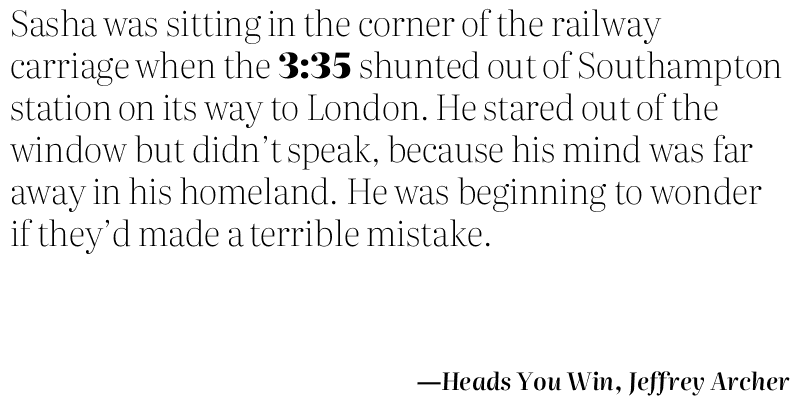 Sasha was sitting in the corner of the railway
carriage when the 3:35 shunted out of Southampton
station on its way to London. He stared out of the
window but didn’t speak, because his mind was far
away in his homeland. He was beginning to wonder
if they’d made a terrible mistake.
—Heads You Win, Jeffrey Archer